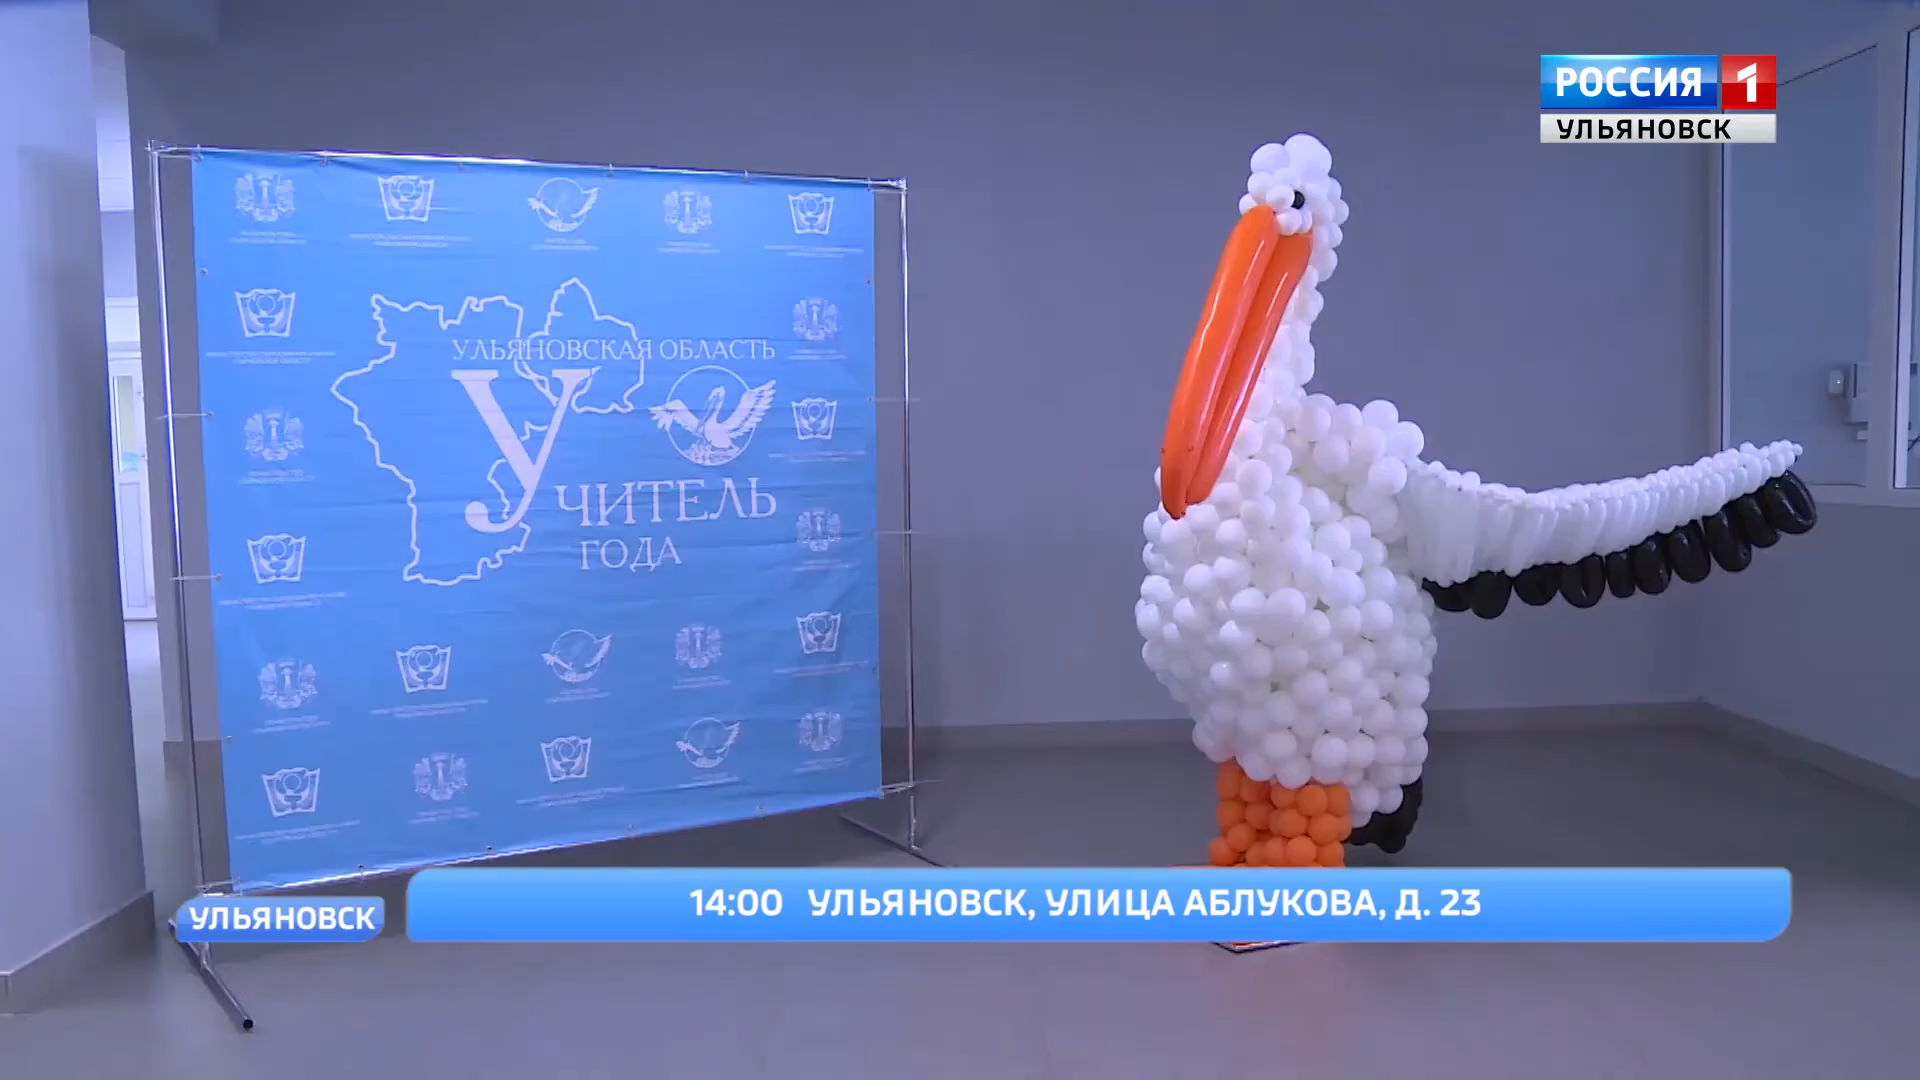 РОССИЯ 1
УЛЬЯНОВСК
УЛЬЯНОВСКАЯ ОБЛАСТЬ
УЧИТЕЛЬ
ГОДА
УЛЬЯНОВСК
14:00 УЛЬЯНОВСК, УЛИЦА АБЛУКОВА, Д. 23